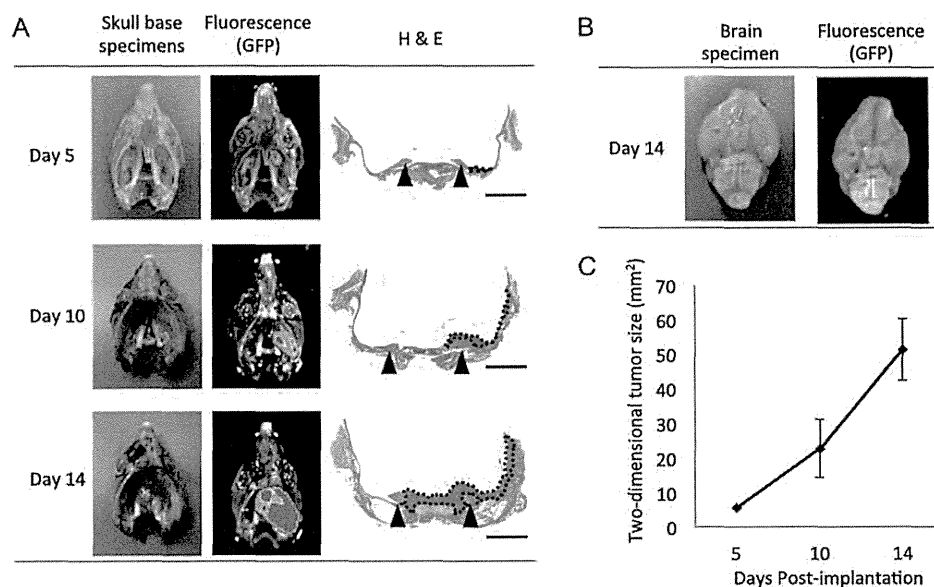 A
Skull base specimens
Fluorescence (GFP)
H & E
Day 5
Day 10
Day 14
B
Brain specimen
Fluorescence (GFP)
Day 14
C
Two-dimensional tumor size (mm²)
70
60
50
40
30
20
10
0
5 10 14
Days Post-implantation